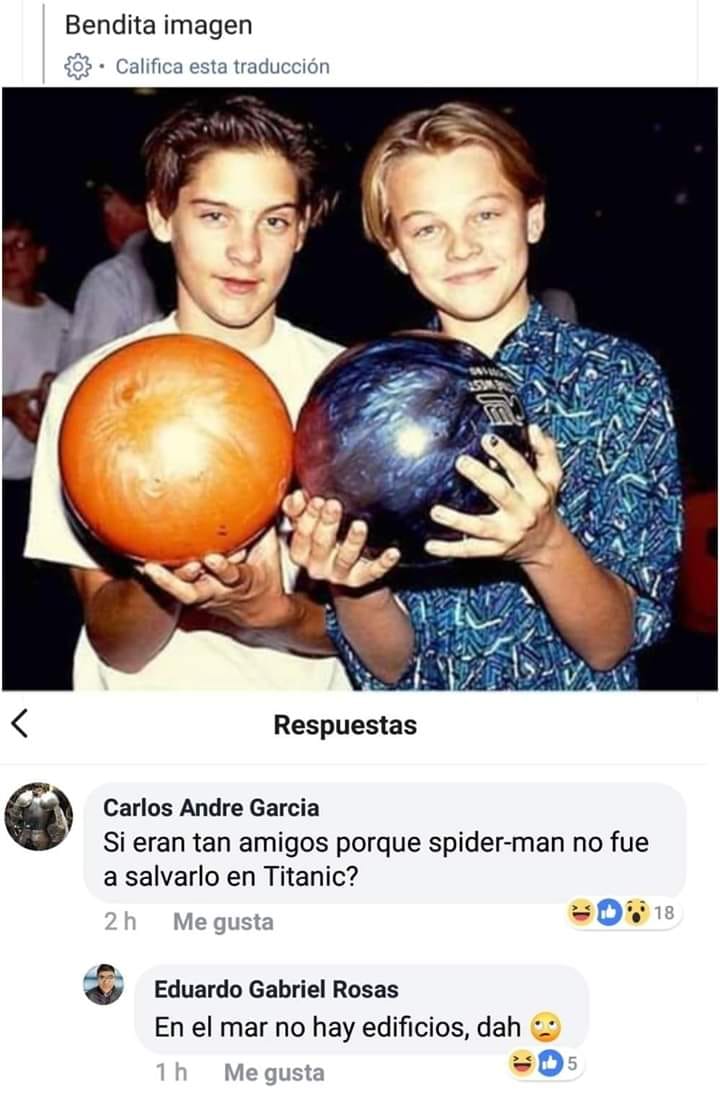 Bendita imagen
Califica esta traducción
Respuestas
Carlos Andre Garcia
Si eran tan amigos porque spider-man no fue
a salvarlo en Titanic?
2 h Me gusta
18
Eduardo Gabriel Rosas
En el mar no hay edificios, dah 🙄
1 h Me gusta
5